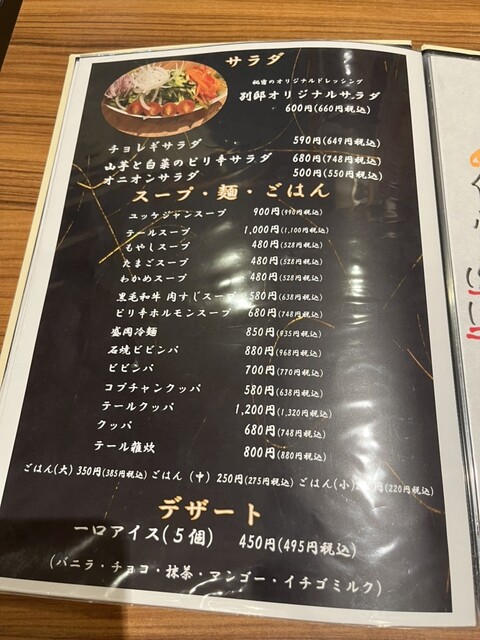 サラダ
秘密のオリジナルドレッシング
別邸オリジナルサラダ
600円(660円税込)
チョレギサラダ 590円(649円税込)
山芋と白菜のピリ辛サラダ 680円(748円税込)
オニオンサラダ 500円(550円税込)
スープ・麺・ごはん
ユッケジャンスープ 900円(990円税込)
テールスープ 1,000円(1,100円税込)
もやしスープ 480円(528円税込)
たまごスープ 480円(528円税込)
わかめスープ 480円(528円税込)
黒毛和牛 肉すじスープ 580円(638円税込)
ピリ辛ホルモンスープ 680円(748円税込)
盛岡冷麺 850円(935円税込)
石焼ビビンバ 880円(968円税込)
ビビンバ 700円(770円税込)
コプチャンクッパ 580円(638円税込)
テールクッパ 1,200円(1,320円税込)
クッパ 680円(748円税込)
テール雑炊 800円(880円税込)
ごはん(大) 350円(385円税込) ごはん (中) 250円(275円税込) ごはん(小) 円(220円税込)
デザート
一口アイス(5個) 450円(495円税込)
(バニラ・チョコ・抹茶・マンゴー・イチゴミルク)